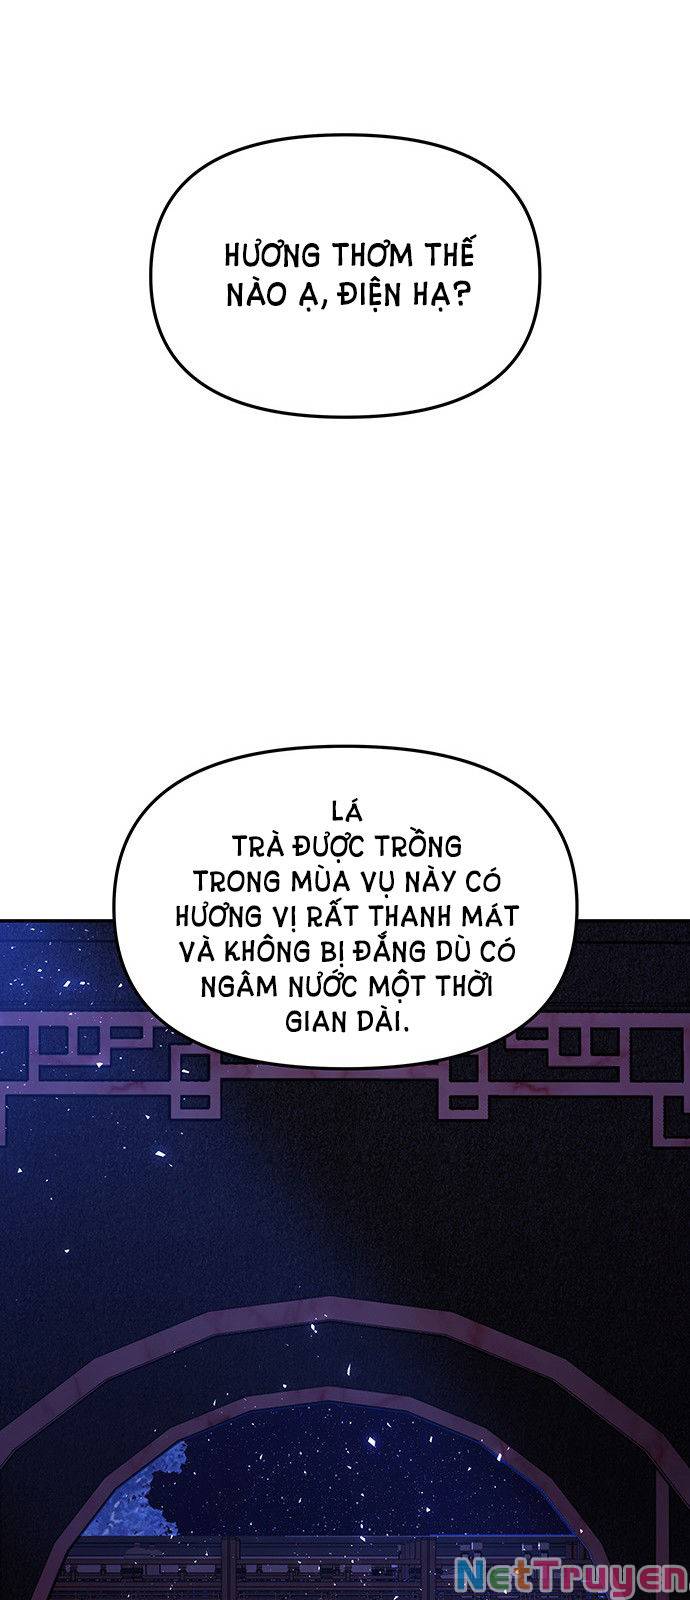 HƯƠNG THƠM THẾ
NÀO Ạ, ĐIỆN HẠ?
LÁ
TRÀ ĐƯỢC TRỒNG
TRONG MÙA VỤ NÀY CÓ
HƯƠNG VỊ RẤT THANH MÁT
VÀ KHÔNG BỊ ĐẮNG DÙ CÓ
NGÂM NƯỚC MỘT THỜI
GIAN DÀI.
NetTruyen